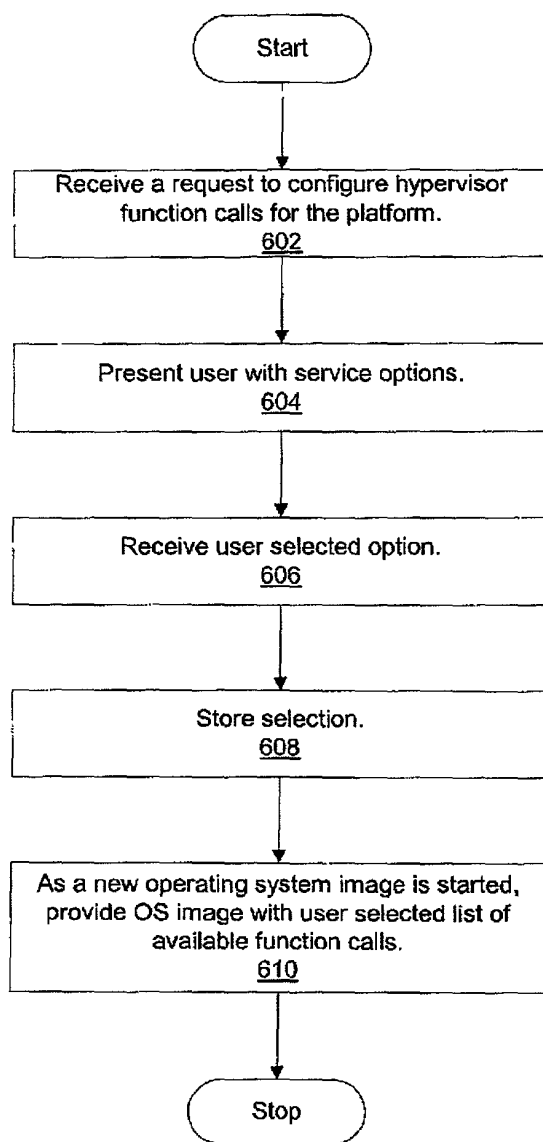 Start
Receive a request to configure hypervisor
function calls for the platform.
602
Present user with service options.
604
Receive user selected option.
606
Store selection.
608
As a new operating system image is started,
provide OS image with user selected list of
available function calls.
610
Stop